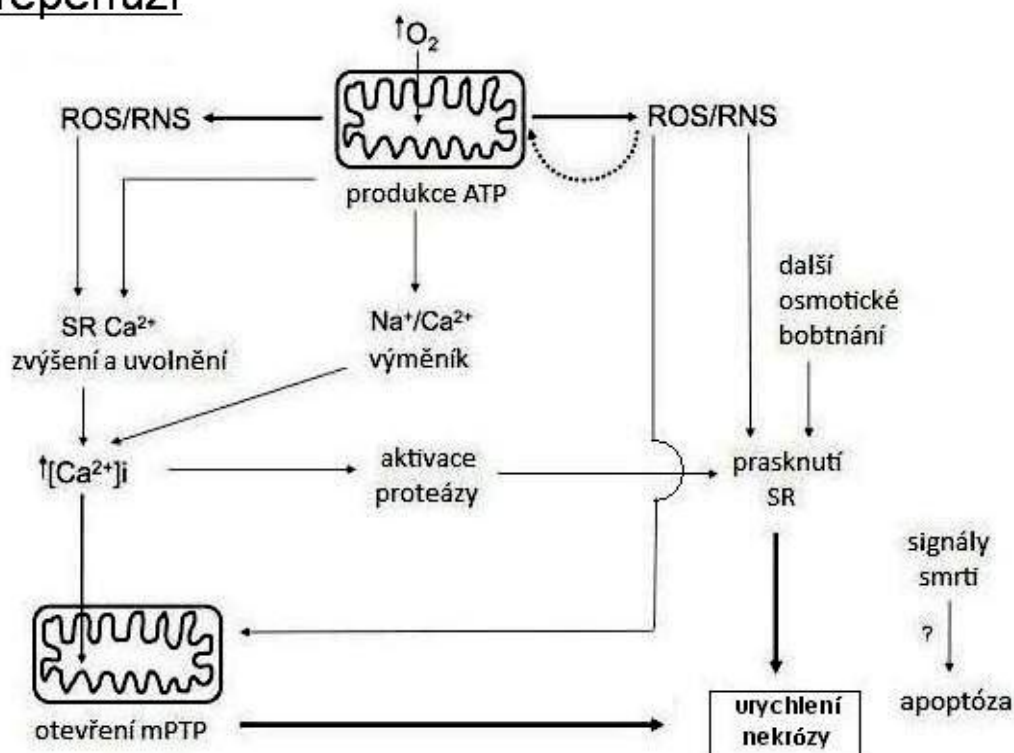 reperfuzi
↑O₂
ROS/RNS
ROS/RNS
produkce ATP
další
osmotické
bobtnání
SR Ca²⁺
zvýšení a uvolnění
Na⁺/Ca²⁺
výměník
↑[Ca²⁺]i
aktivace
proteázy
prasknutí
SR
signály
smrti
?
apoptóza
otevření mPTP
urychlení
nekrózy